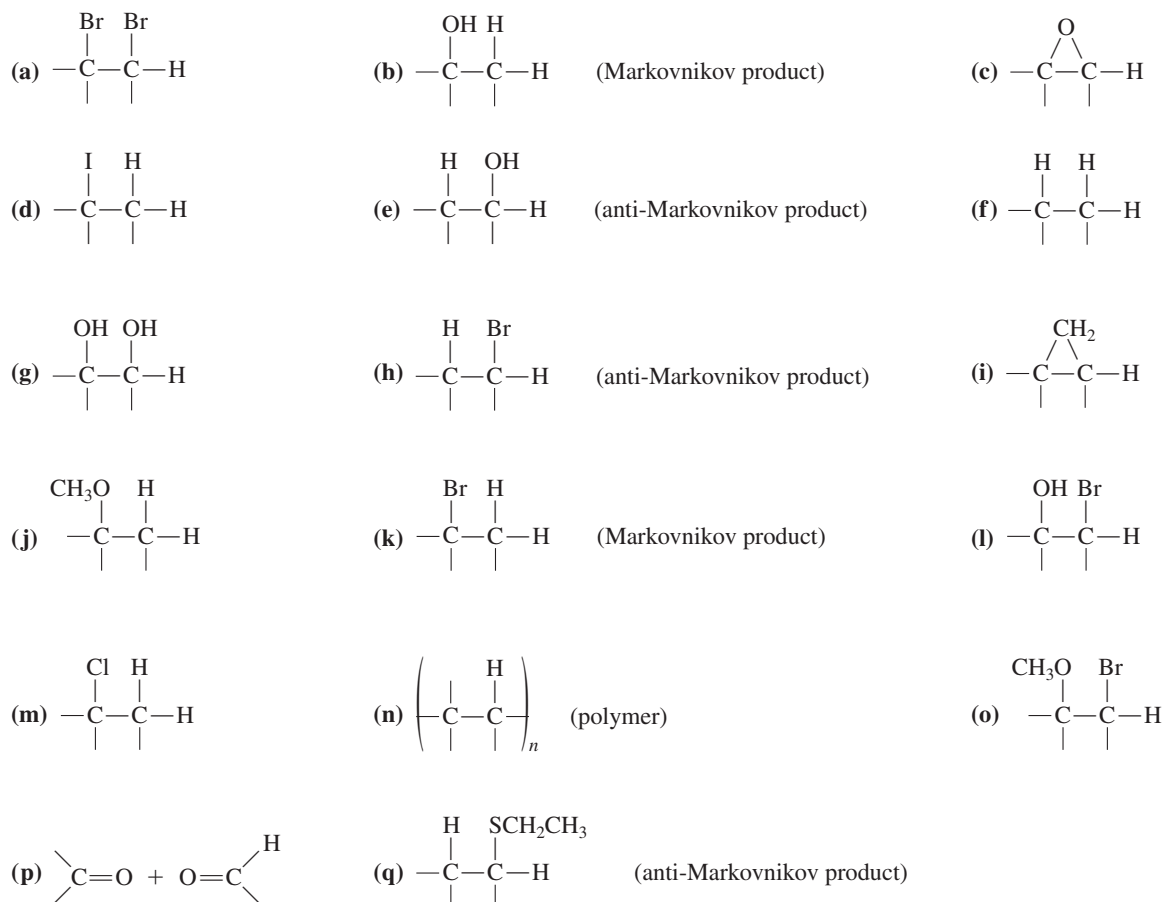 Br Br
(a) —C—C—H
OH H
(b) —C—C—H (Markovnikov product)
O
(c) —C—C—H
I H
(d) —C—C—H
H OH
(e) —C—C—H (anti-Markovnikov product)
H H
(f) —C—C—H
OH OH
(g) —C—C—H
H Br
(h) —C—C—H (anti-Markovnikov product)
CH₂
(i) —C—C—H
CH₃O H
(j) —C—C—H
Br H
(k) —C—C—H (Markovnikov product)
OH Br
(l) —C—C—H
Cl H
(m) —C—C—H
H
(n) (—C—C—)n (polymer)
CH₃O Br
(o) —C—C—H
H
(p) C=O + O=C
H SCH₂CH₃
(q) —C—C—H (anti-Markovnikov product)